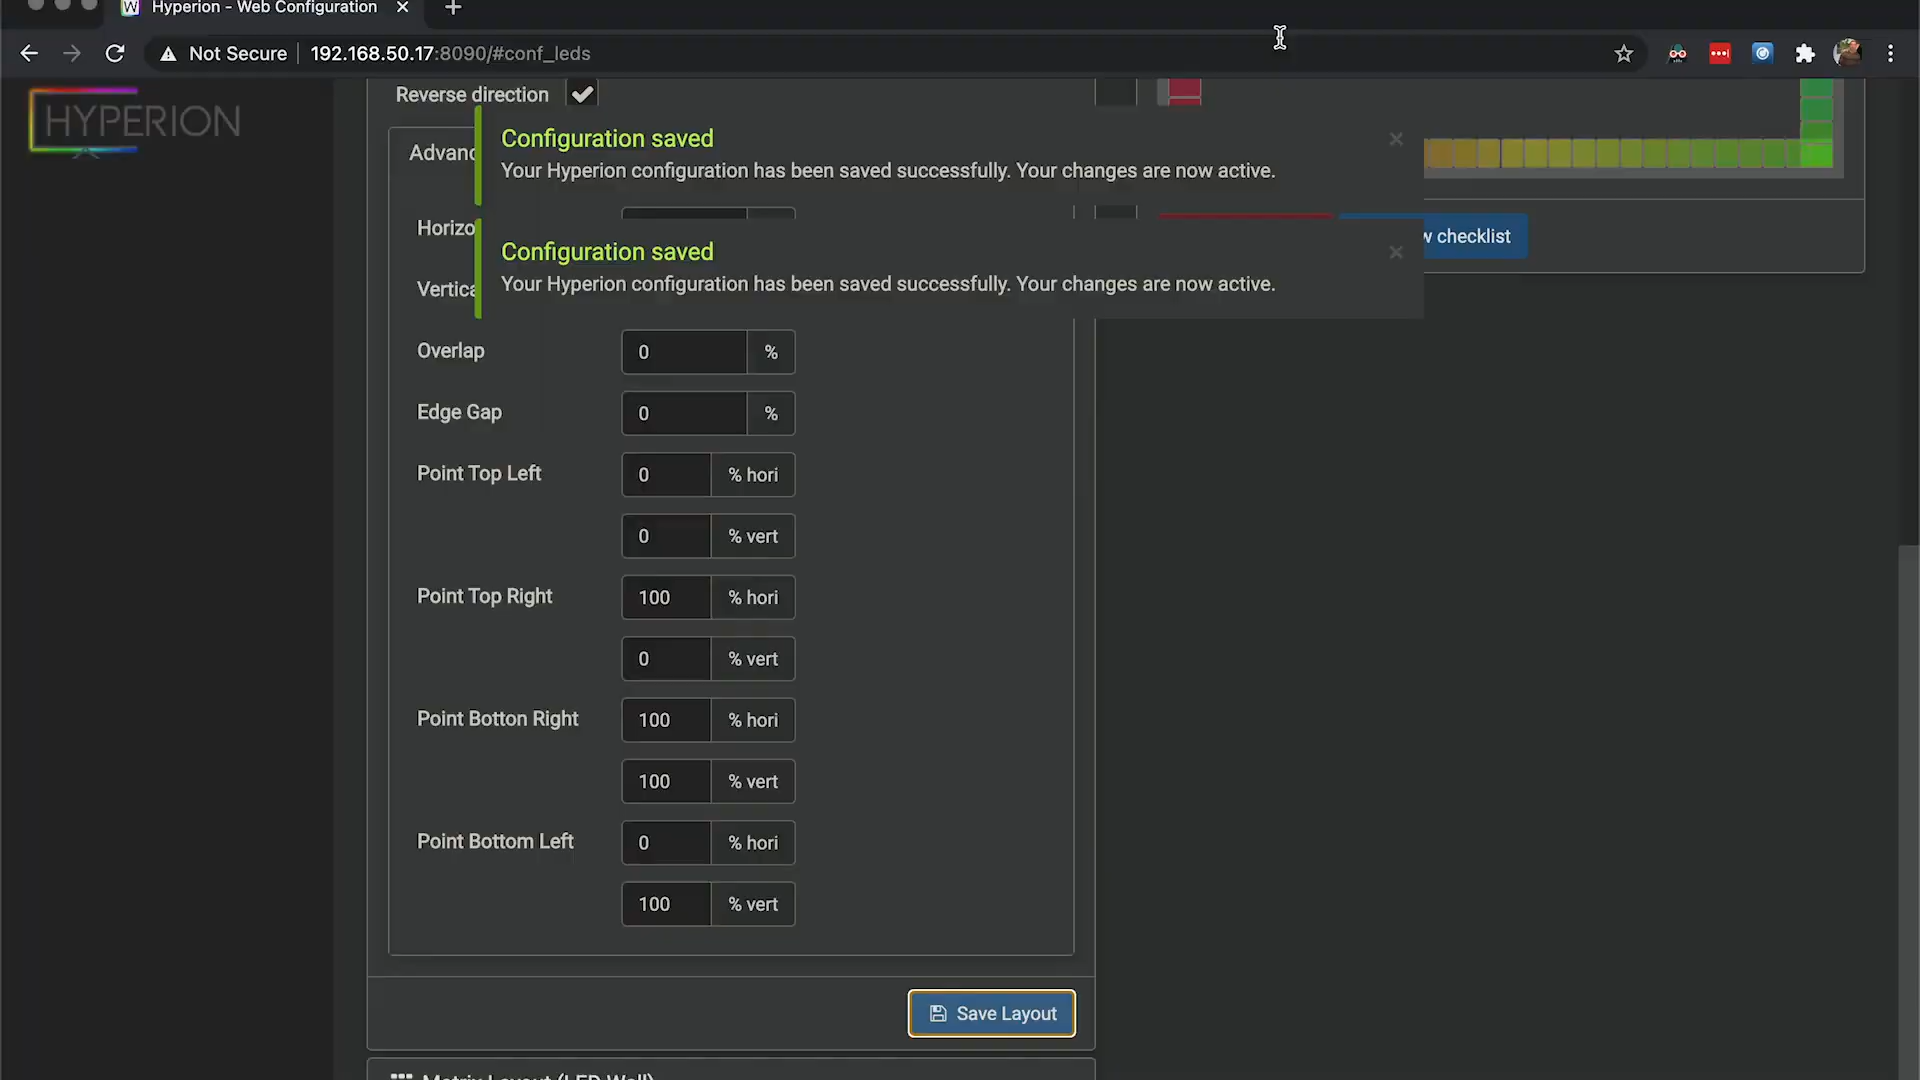 Hyperion - Web Configuration
Not Secure
192.168.50.17:8090/#conf_leds
HYPERION
Reverse direction
Configuration saved
Your Hyperion configuration has been saved successfully. Your changes are now active.
Configuration saved
Your Hyperion configuration has been saved successfully. Your changes are now active.
checklist
Overlap
0 %
Edge Gap
0 %
Point Top Left
0 % hori
0 % vert
Point Top Right
100 % hori
0 % vert
Point Botton Right
100 % hori
100 % vert
Point Bottom Left
0 % hori
100 % vert
Save Layout
Matrix Layout (LED Wall)